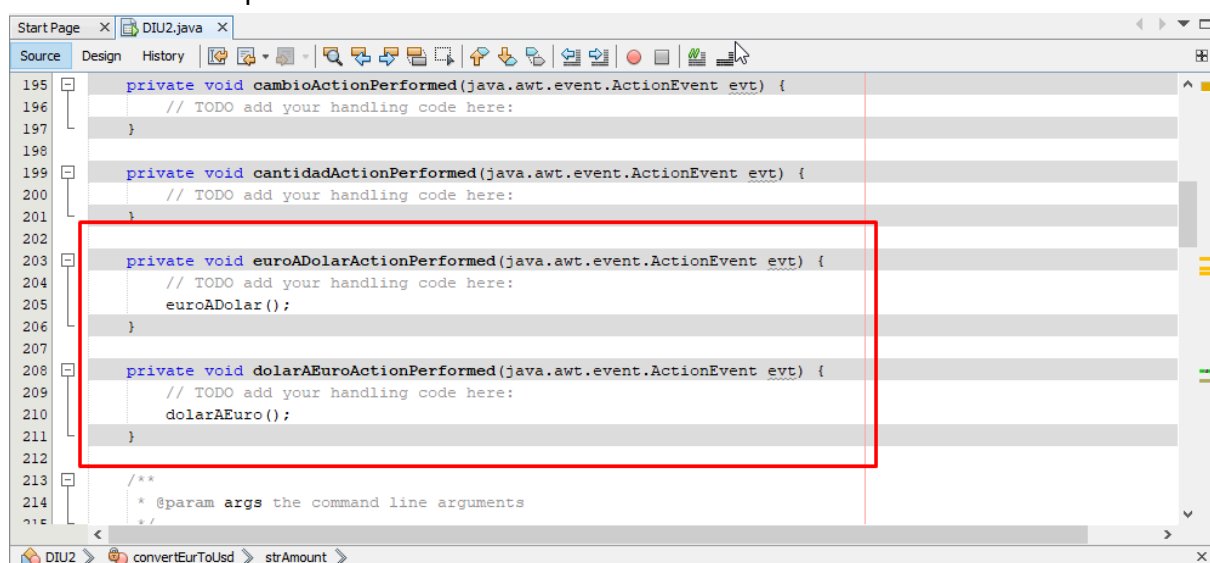 Start Page DIU2.java
Source Design History
195 private void cambioActionPerformed(java.awt.event.ActionEvent evt) {
196 // TODO add your handling code here:
197 }
198
199 private void cantidadActionPerformed(java.awt.event.ActionEvent evt) {
200 // TODO add your handling code here:
201 }
202
203 private void euroADolarActionPerformed(java.awt.event.ActionEvent evt) {
204 // TODO add your handling code here:
205 euroADolar();
206 }
207
208 private void dolarAEuroActionPerformed(java.awt.event.ActionEvent evt) {
209 // TODO add your handling code here:
210 dolarAEuro();
211 }
212
213 /**
214 * @param args the command line arguments
215 */
DIU2 convertEurToUsd strAmount